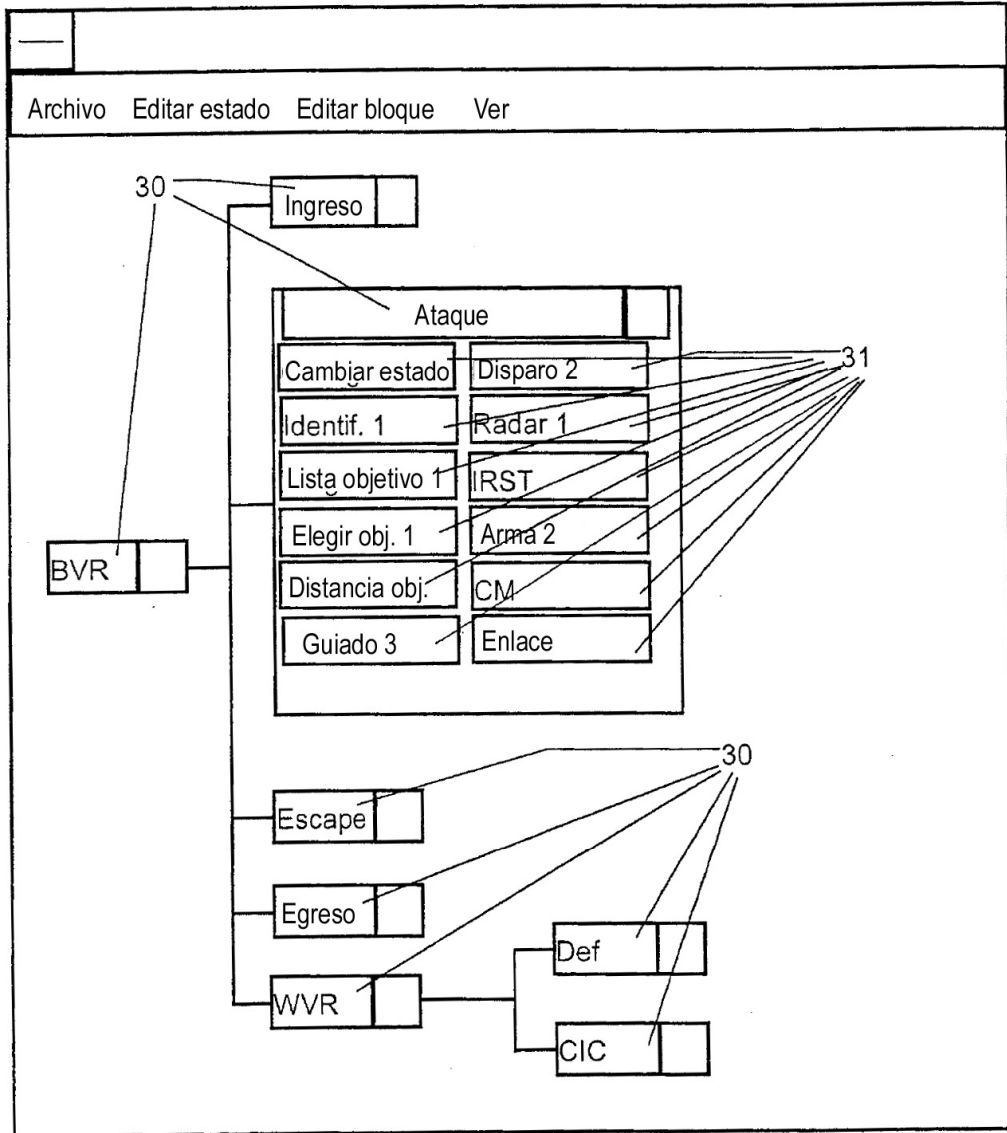 Archivo Editar estado Editar bloque Ver
30
Ingreso
Ataque
Cambiar estado Disparo 2
31
Identif. 1 Radar 1
Lista objetivo 1 IRST
Elegir obj. 1 Arma 2
BVR
Distancia obj. CM
Guiado 3 Enlace
30
Escape
Egreso
Def
WVR
CIC